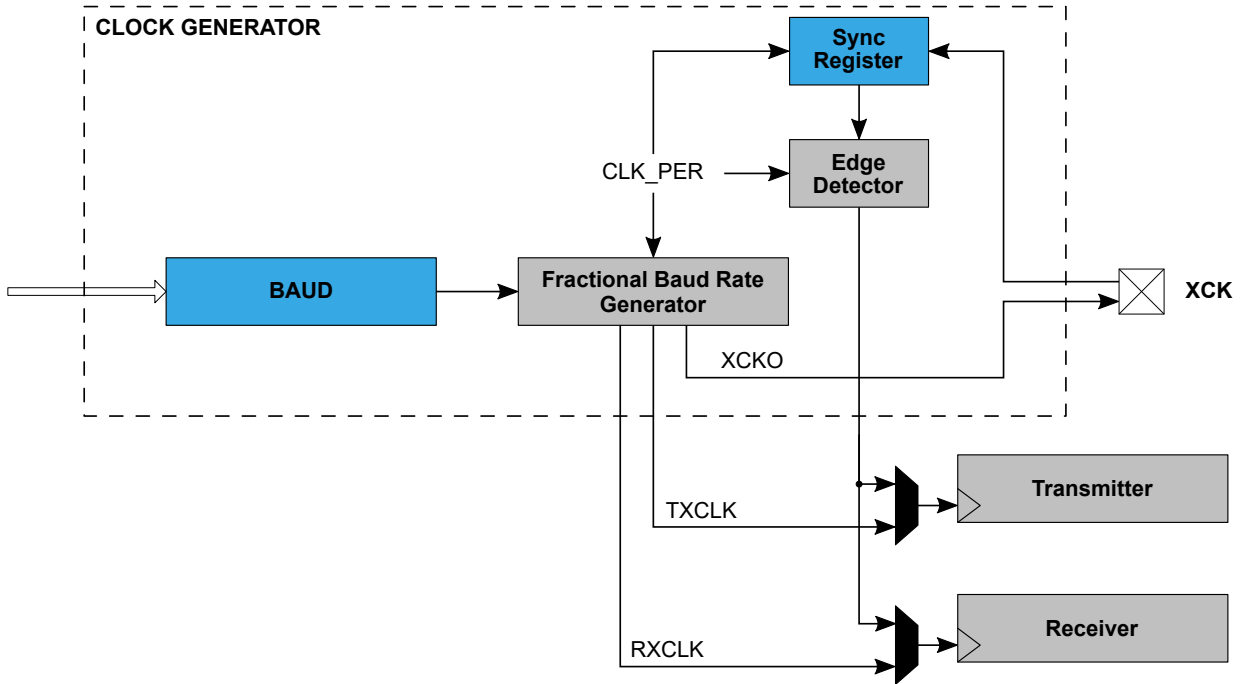 CLOCK GENERATOR
Sync
Register
CLK_PER
Edge
Detector
BAUD
Fractional Baud Rate
Generator
XCK
XCKO
Transmitter
TXCLK
Receiver
RXCLK